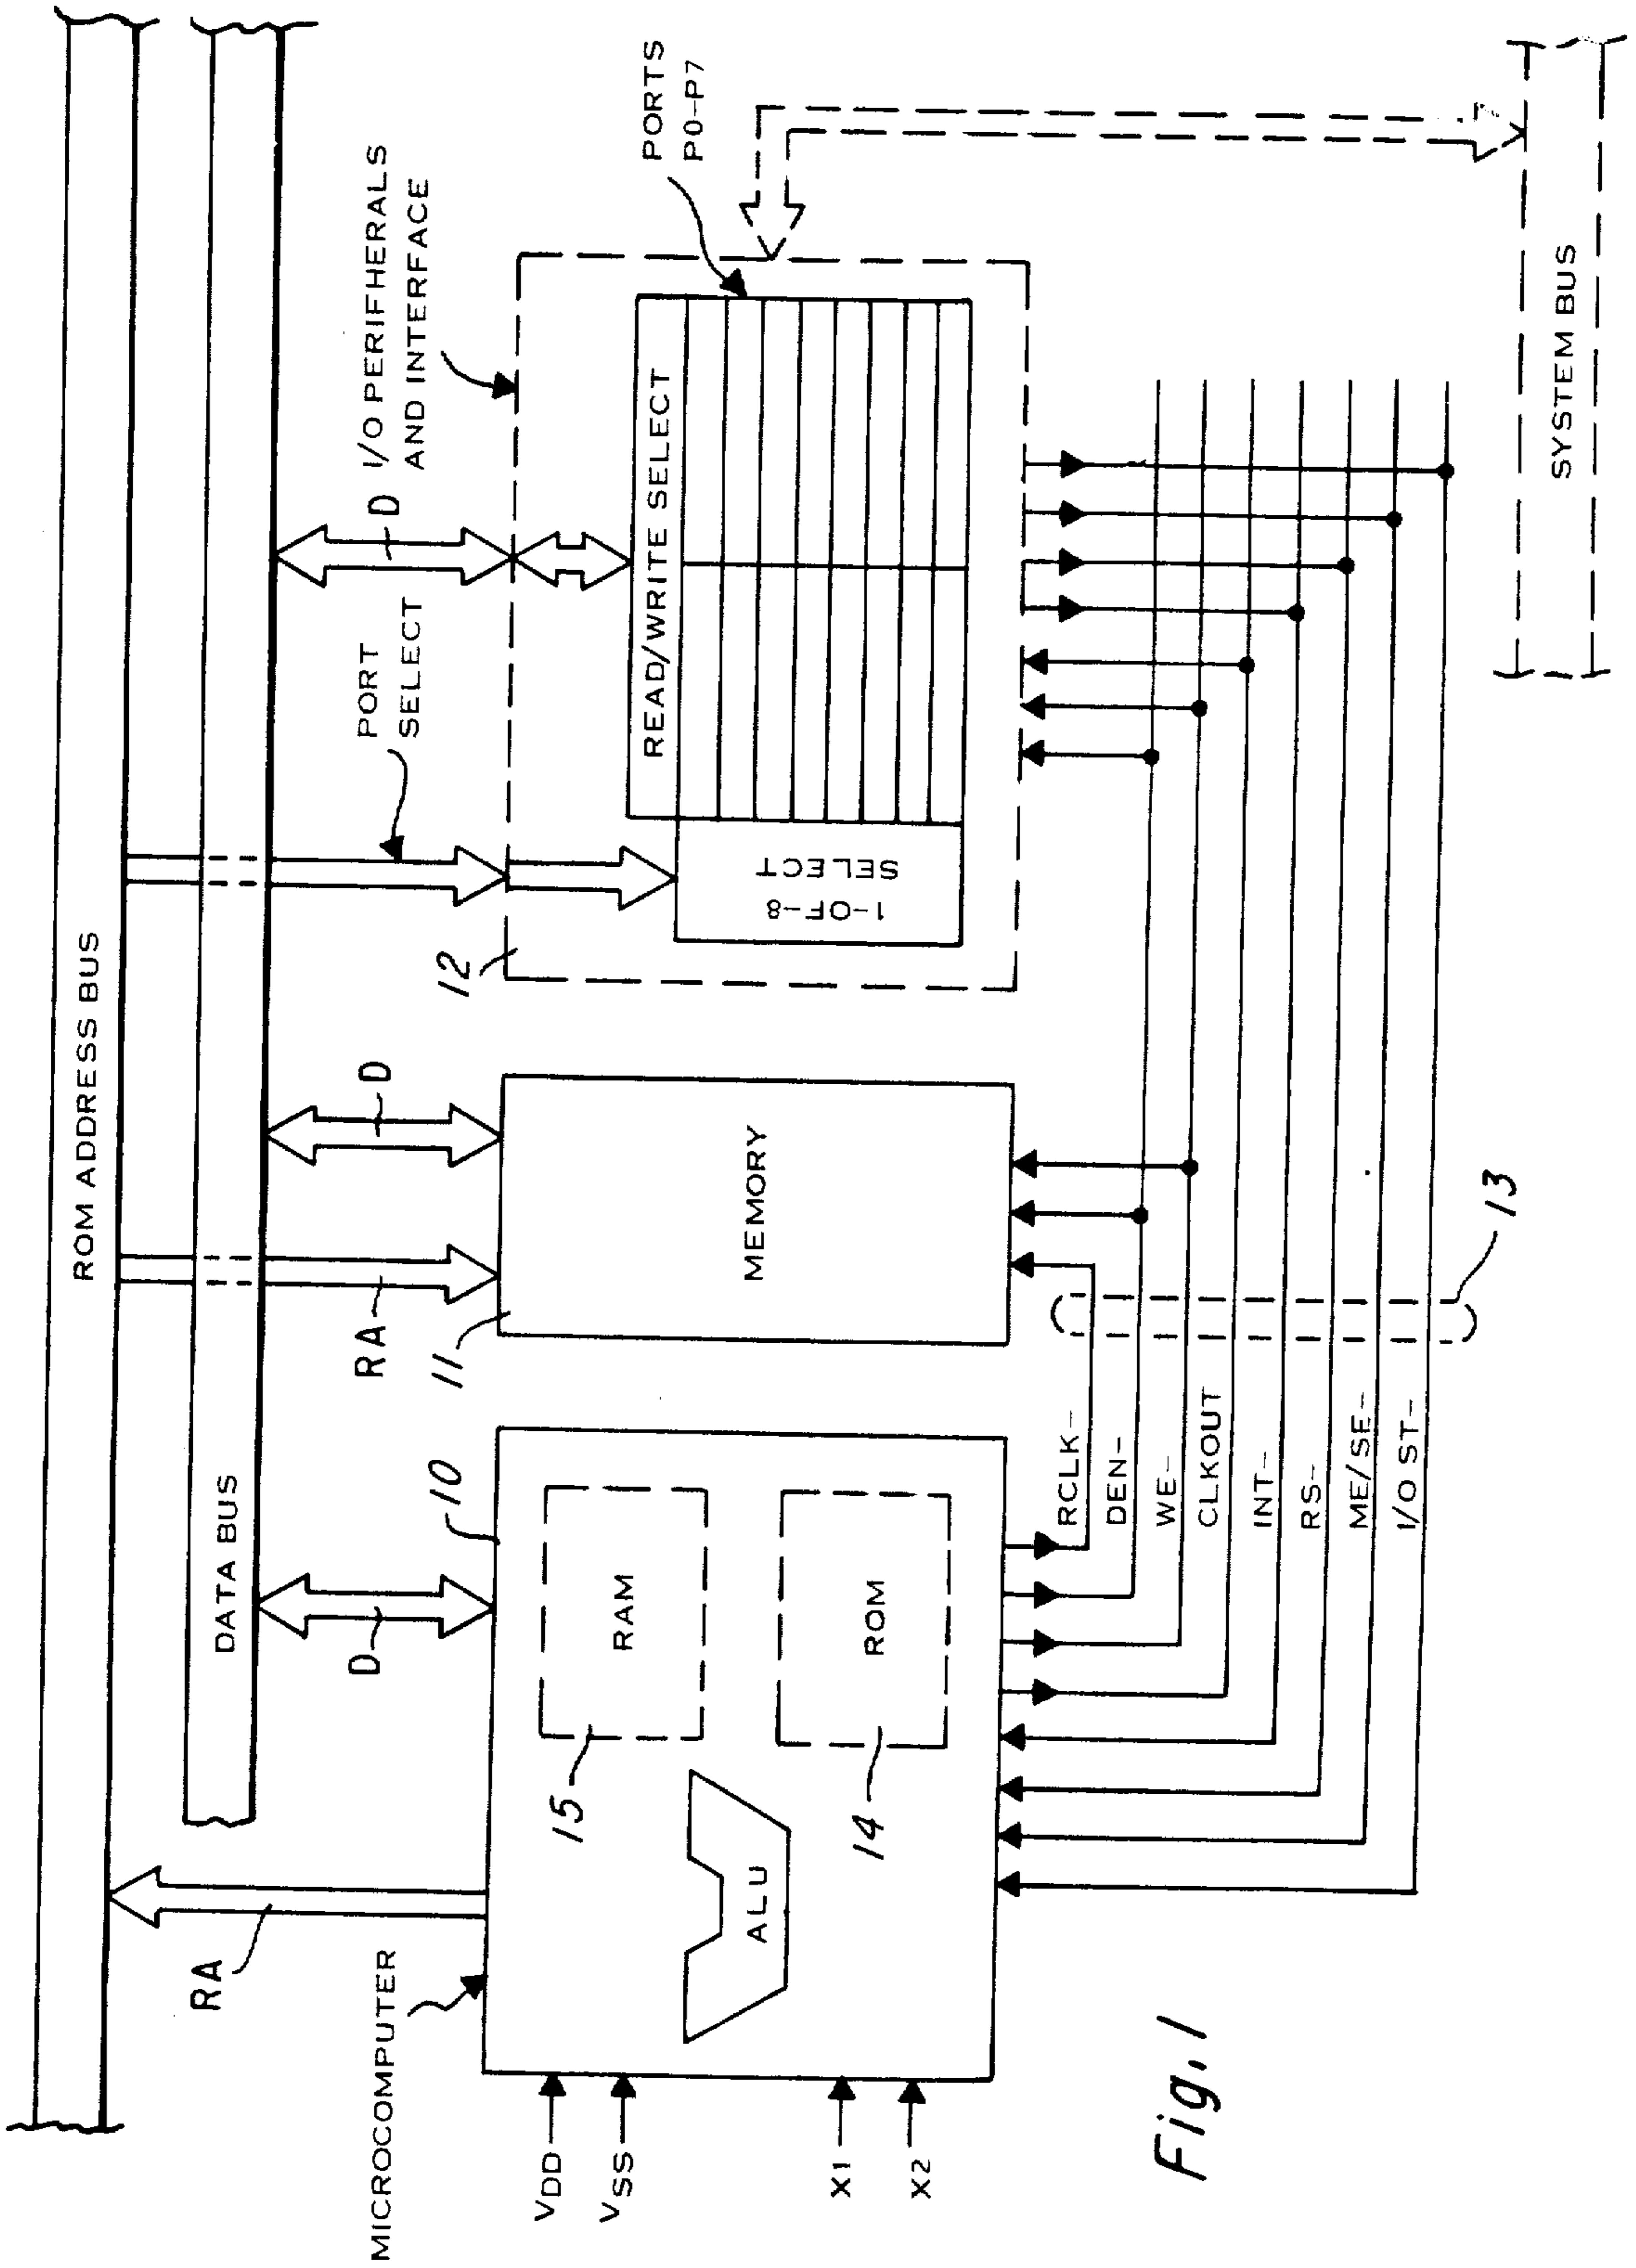 ROM ADDRESS BUS
DATA BUS
RA
D
RA
D
PORT
SELECT
D
I/O PERIFHERALS
AND INTERFACE
PORTS
P0-P7
MICROCOMPUTER
10
11
12
RAM
15
ROM
14
ALU
MEMORY
READ/WRITE SELECT
1-OF-8
SELECT
VDD
VSS
X1
X2
RCLK-
DEN-
WE-
CLKOUT
INT-
RS-
ME/SE-
I/O ST-
13
SYSTEM BUS
Fig.1